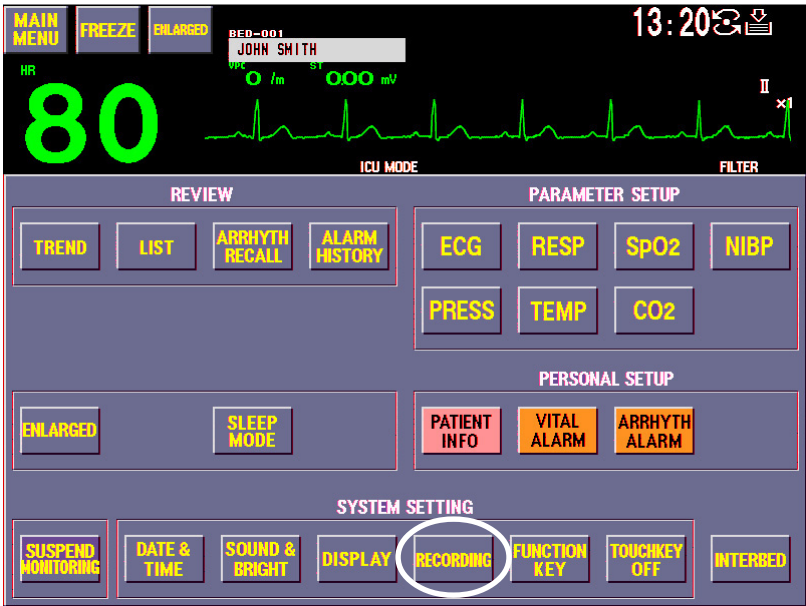 MAIN MENU
FREEZE
ENLARGED
BED-001
JOHN SMITH
13:20
HR
80
VPC
0 /m
ST
0.00 mV
II
×1
ICU MODE
FILTER
REVIEW
TREND
LIST
ARRHYTH RECALL
ALARM HISTORY
PARAMETER SETUP
ECG
RESP
SpO2
NIBP
PRESS
TEMP
CO2
ENLARGED
SLEEP MODE
PERSONAL SETUP
PATIENT INFO
VITAL ALARM
ARRHYTH ALARM
SYSTEM SETTING
SUSPEND MONITORING
DATE & TIME
SOUND & BRIGHT
DISPLAY
RECORDING
FUNCTION KEY
TOUCHKEY OFF
INTERBED